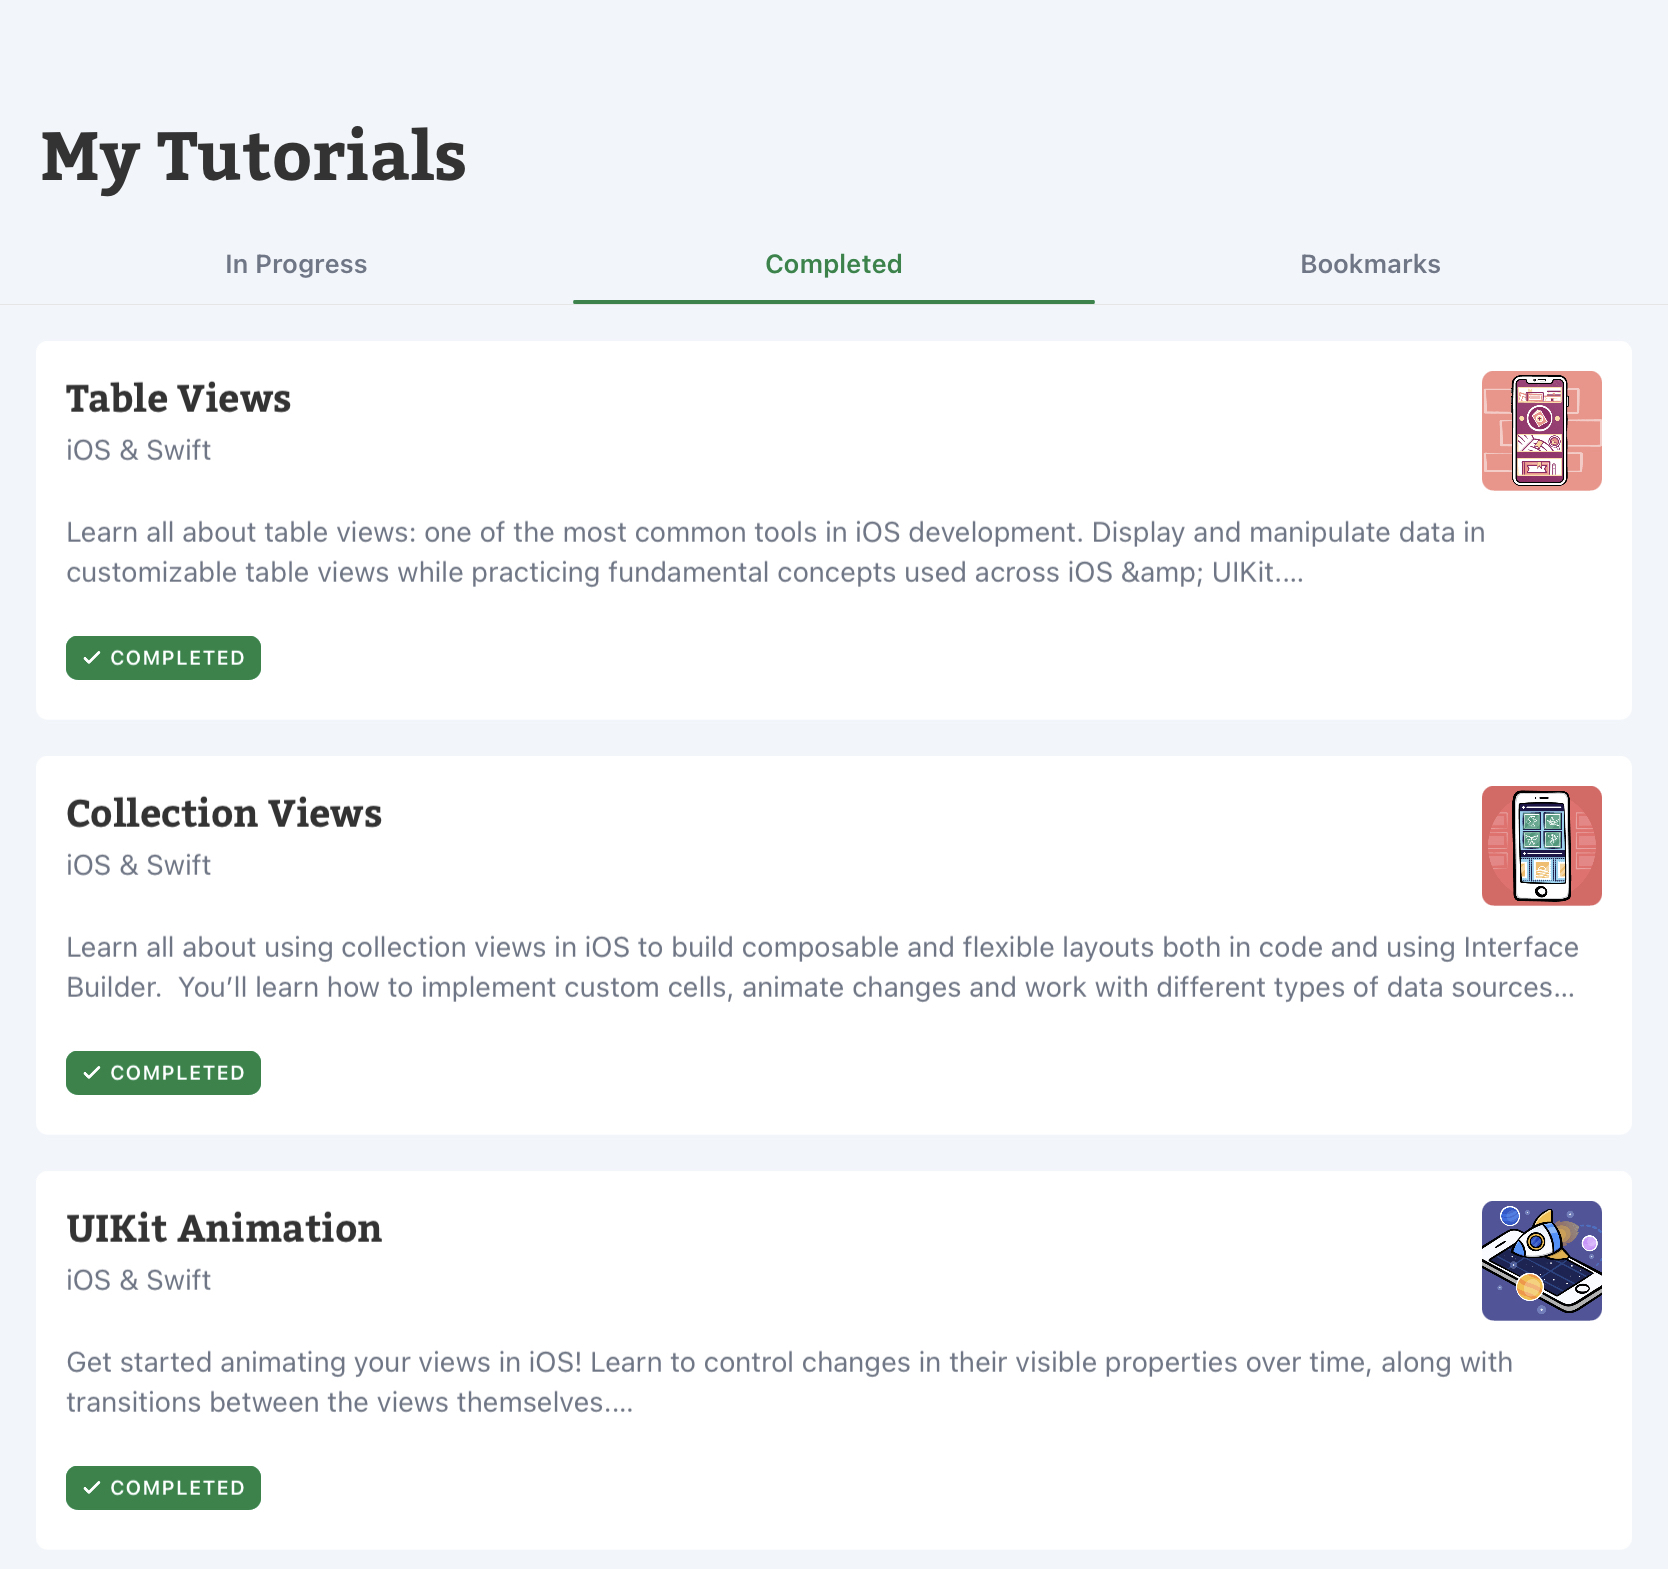 My Tutorials
In Progress
Completed
Bookmarks
Table Views
iOS & Swift
Learn all about table views: one of the most common tools in iOS development. Display and manipulate data in
customizable table views while practicing fundamental concepts used across iOS &amp; UIKit....
COMPLETED
Collection Views
iOS & Swift
Learn all about using collection views in iOS to build composable and flexible layouts both in code and using Interface
Builder.  You’ll learn how to implement custom cells, animate changes and work with different types of data sources...
COMPLETED
UIKit Animation
iOS & Swift
Get started animating your views in iOS! Learn to control changes in their visible properties over time, along with
transitions between the views themselves....
COMPLETED